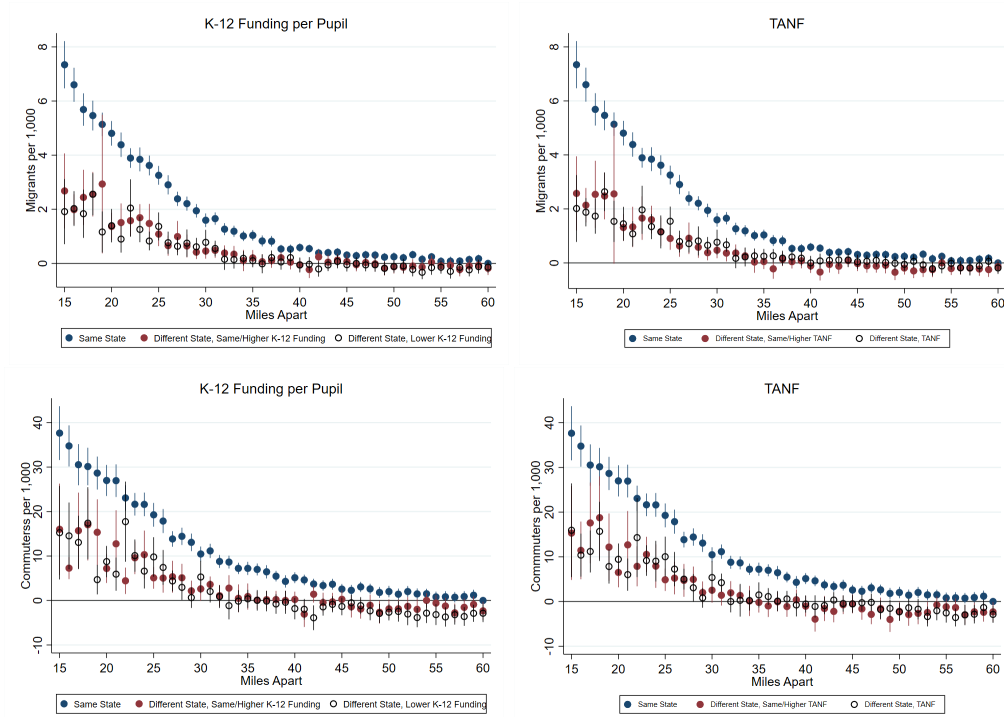 K-12 Funding per Pupil
Migrants per 1,000
8
6
4
2
0
15 20 25 30 35 40 45 50 55 60
Miles Apart
Same State Different State, Same/Higher K-12 Funding Different State, Lower K-12 Funding
TANF
Migrants per 1,000
8
6
4
2
0
15 20 25 30 35 40 45 50 55 60
Miles Apart
Same State Different State, Same/Higher TANF Different State, TANF
K-12 Funding per Pupil
Commuterss per 1,000
40
30
20
10
0
-10
15 20 25 30 35 40 45 50 55 60
Miles Apart
Same State Different State, Same/Higher K-12 Funding Different State, Lower K-12 Funding
TANF
Commuters per 1,000
40
30
20
10
0
-10
15 20 25 30 35 40 45 50 55 60
Miles Apart
Same State Different State, Same/Higher TANF Different State, TANF